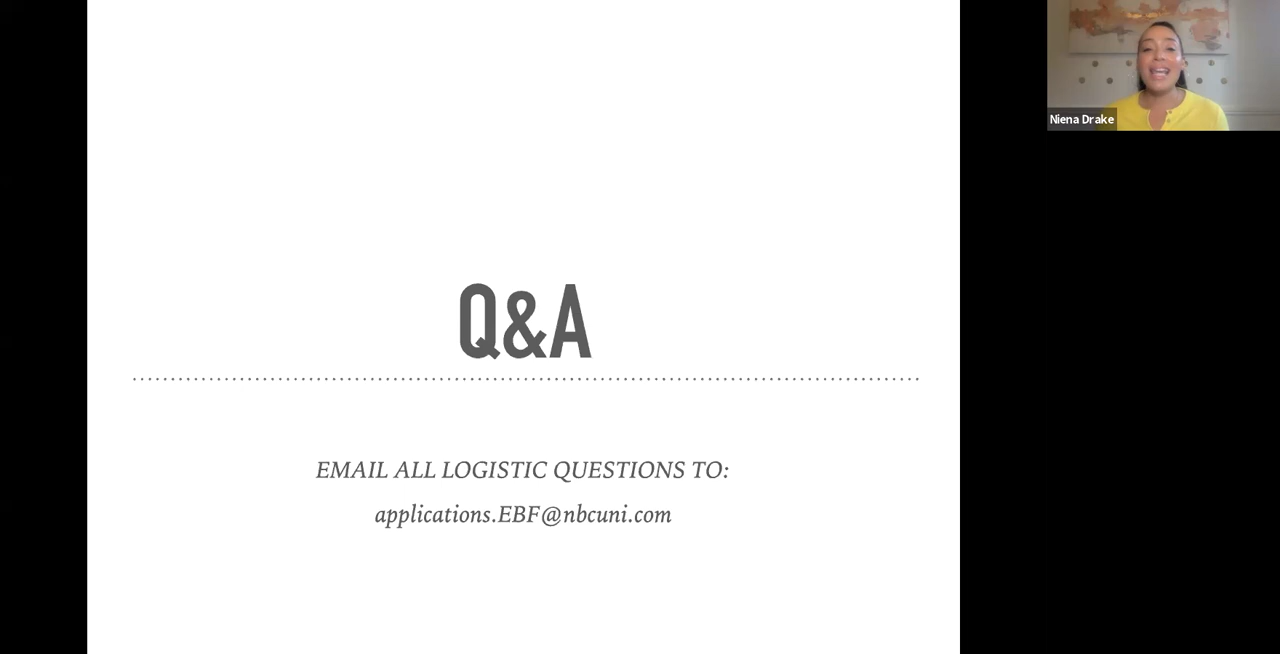 Q&A
EMAIL ALL LOGISTIC QUESTIONS TO:
applications.EBF@nbcuni.com
Niena Drake